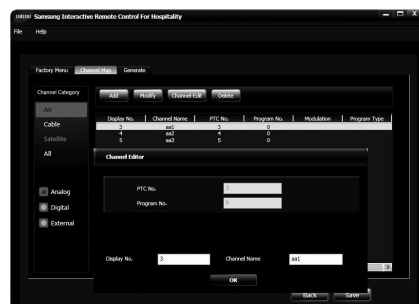 SAMSUNG Samsung Interactive Remote Control For Hospitality
File Help
Factory Menu Channel Map Generate
Channel Category
Add Modify Channel-Edit Delete
Air
Cable
Satellite
All
Analog
Digital
External
Display No. Channel Name PTC No. Program No. Modulation Program Type
3 aa1 3 0
4 aa2 4 0
5 aa3 5 0
Channel Editor
PTC No. 3
Program No. 0
Display No. 3 Channel Name aa1
OK
Back Save